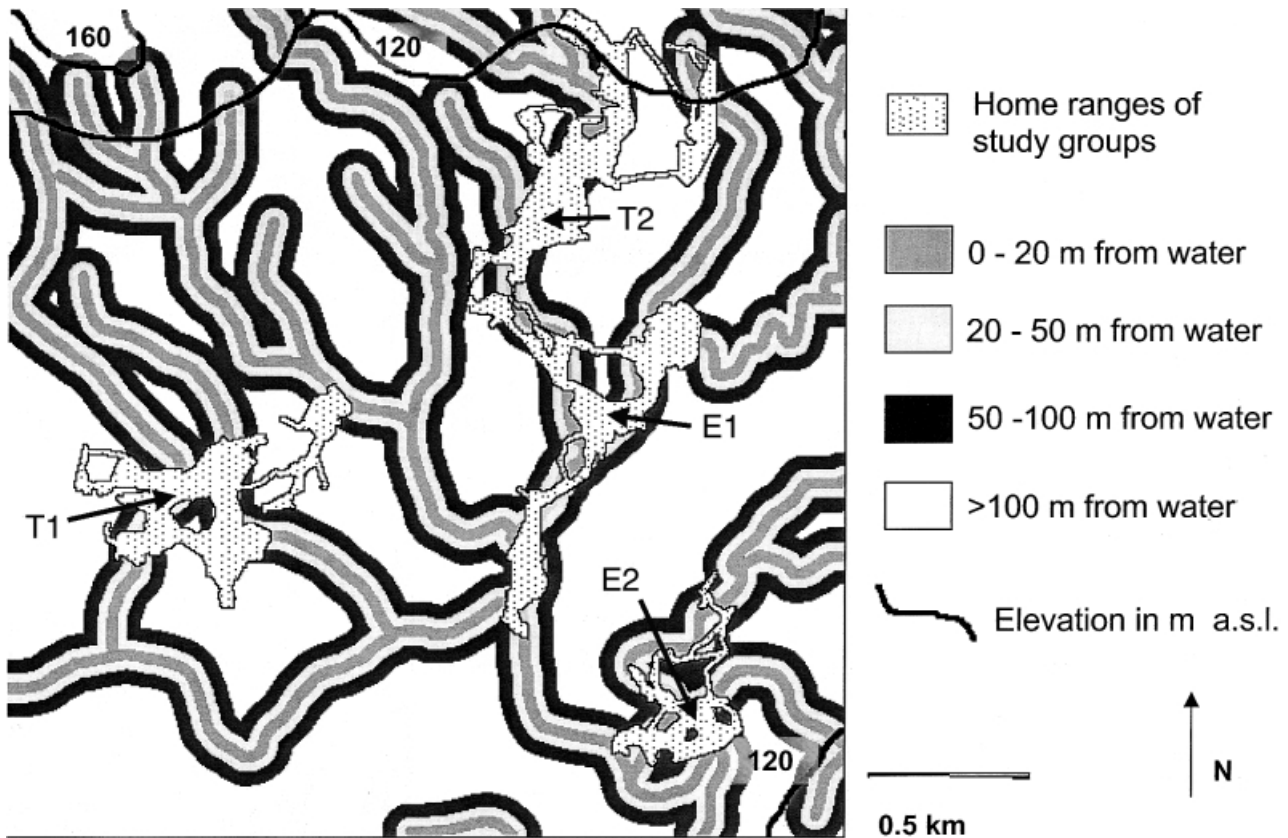 160
120
T2
E1
T1
E2
120
Home ranges of
study groups
0 - 20 m from water
20 - 50 m from water
50 -100 m from water
>100 m from water
Elevation in m a.s.l.
N
0.5 km